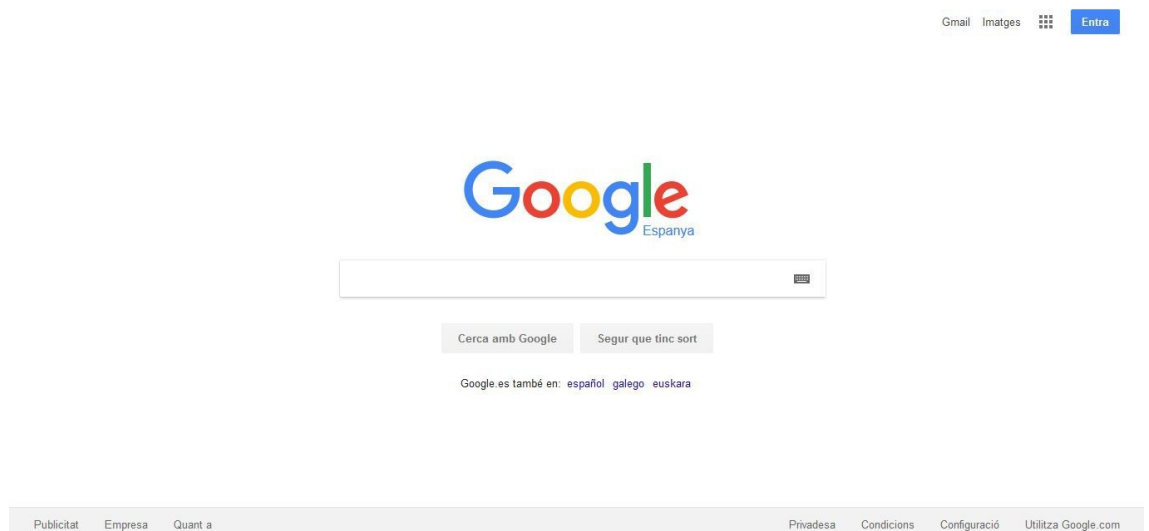 Gmail Imatges Entra
Google
Espanya
Cerca amb Google Segur que tinc sort
Google.es també en: español galego euskara
Publicitat Empresa Quant a Privadesa Condicions Configuració Utilitza Google.com